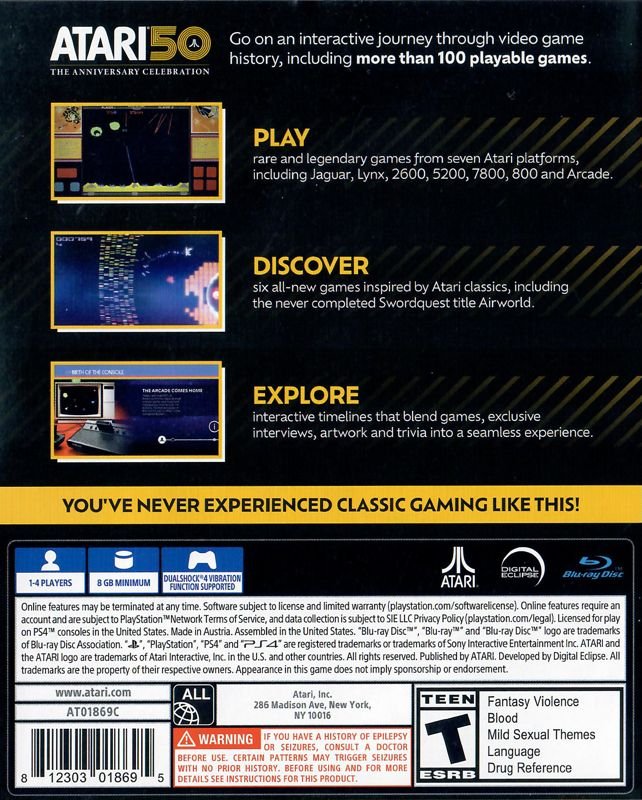 ATARI 50
THE ANNIVERSARY CELEBRATION
Go on an interactive journey through video game
history, including more than 100 playable games.
PLAY
rare and legendary games from seven Atari platforms,
including Jaguar, Lynx, 2600, 5200, 7800, 800 and Arcade.
DISCOVER
six all-new games inspired by Atari classics, including
the never completed Swordquest title Airworld.
BIRTH OF THE CONSOLE
THE ARCADE COMES HOME
EXPLORE
interactive timelines that blend games, exclusive
interviews, artwork and trivia into a seamless experience.
YOU'VE NEVER EXPERIENCED CLASSIC GAMING LIKE THIS!
1-4 PLAYERS
8 GB MINIMUM
DUALSHOCK®4 VIBRATION
FUNCTION SUPPORTED
ATARI
DIGITAL
ECLIPSE
Blu-ray Disc
Online features may be terminated at any time. Software subject to license and limited warranty (playstation.com/softwarelicense). Online features require an
account and are subject to PlayStation™Network Terms of Service, and data collection is subject to SIE LLC Privacy Policy (playstation.com/legal). Licensed for play
on PS4™ consoles in the United States. Made in Austria. Assembled in the United States. "Blu-ray Disc™", "Blu-ray™" and "Blu-ray Disc™" logo are trademarks
of Blu-ray Disc Association. "PS", "PlayStation", "PS4" and "PS4" are registered trademarks or trademarks of Sony Interactive Entertainment Inc. ATARI and
the ATARI logo are trademarks of Atari Interactive, Inc. in the U.S. and other countries. All rights reserved. Published by ATARI. Developed by Digital Eclipse. All
trademarks are the property of their respective owners. Appearance in this game does not imply sponsorship or endorsement.
www.atari.com
AT01869C
8 12303 01869 5
ALL
Atari, Inc.
286 Madison Ave, New York,
NY 10016
WARNING IF YOU HAVE A HISTORY OF EPILEPSY
OR SEIZURES, CONSULT A DOCTOR
BEFORE USE. CERTAIN PATTERNS MAY TRIGGER SEIZURES
WITH NO PRIOR HISTORY. BEFORE USING AND FOR MORE
DETAILS SEE INSTRUCTIONS FOR THIS PRODUCT.
TEEN
T
ESRB
Fantasy Violence
Blood
Mild Sexual Themes
Language
Drug Reference